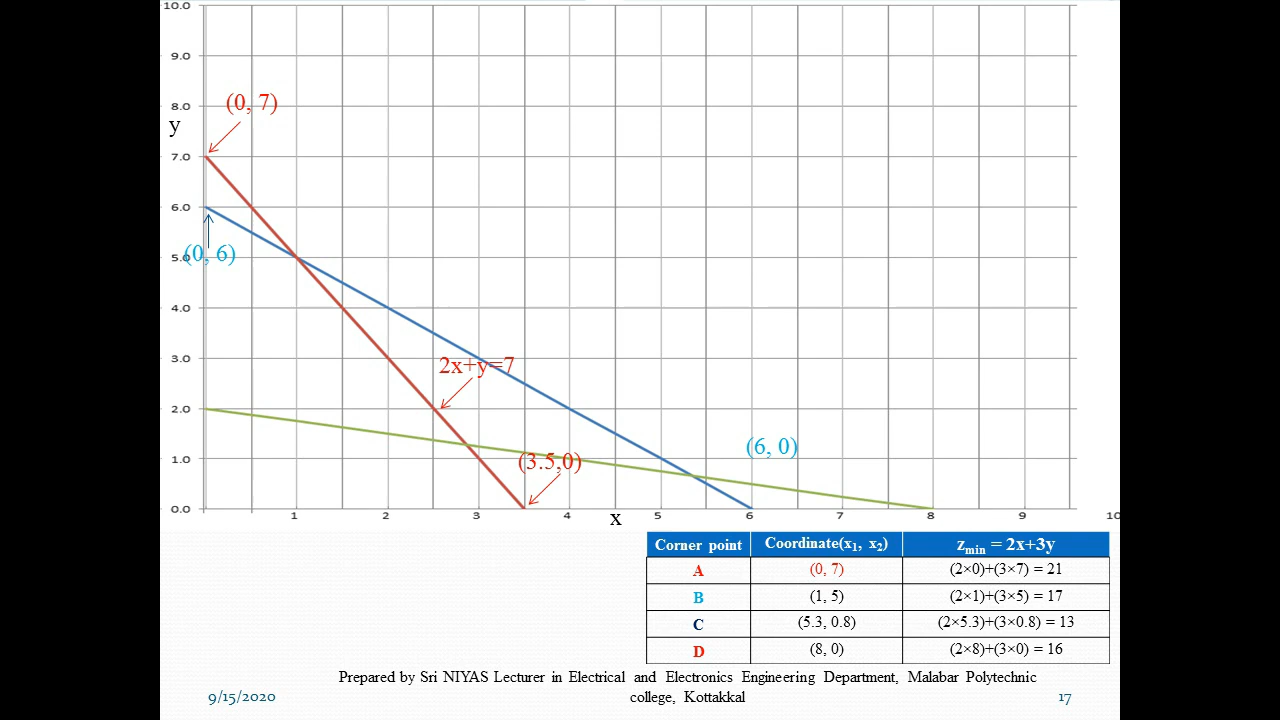 10.0
9.0
8.0
(0, 7)
y
7.0
6.0
5.0
(0, 6)
4.0
3.0
2x+y=7
2.0
1.0
(6, 0)
(3.5,0)
0.0
1 2 3 4 5 6 7 8 9 10
x
Corner point Coordinate(x₁, x₂) zmin = 2x+3y
A (0, 7) (2×0)+(3×7) = 21
B (1, 5) (2×1)+(3×5) = 17
C (5.3, 0.8) (2×5.3)+(3×0.8) = 13
D (8, 0) (2×8)+(3×0) = 16
Prepared by Sri NIYAS Lecturer in Electrical and Electronics Engineering Department, Malabar Polytechnic
9/15/2020 college, Kottakkal 17